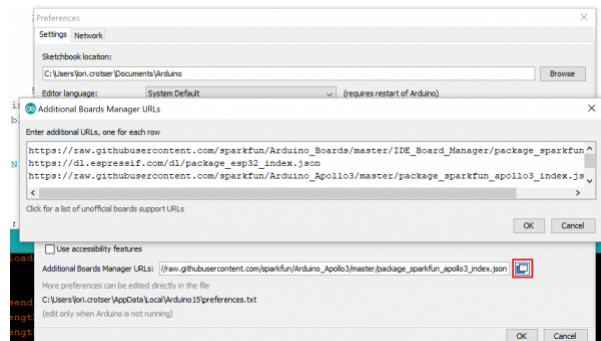 Preferences
Settings Network
Sketchbook location:
C:\Users\lori.crotser\Documents\Arduino
Browse
Editor language:
System Default
(requires restart of Arduino)
Additional Boards Manager URLs
Enter additional URLs, one for each row
https://raw.githubusercontent.com/sparkfun/Arduino_Boards/master/IDE_Board_Manager/package_sparkfun
https://dl.espressif.com/dl/package_esp32_index.json
https://raw.githubusercontent.com/sparkfun/Arduino_Apollo3/master/package_sparkfun_apollo3_index.js
Click for a list of unofficial boards support URLs
OK Cancel
Use accessibility features
Additional Boards Manager URLs: /raw.githubusercontent.com/sparkfun/Arduino_Apollo3/master/package_sparkfun_apollo3_index.json
More preferences can be edited directly in the file
C:\Users\lori.crotser\AppData\Local\Arduino15\preferences.txt
(edit only when Arduino is not running)
OK Cancel